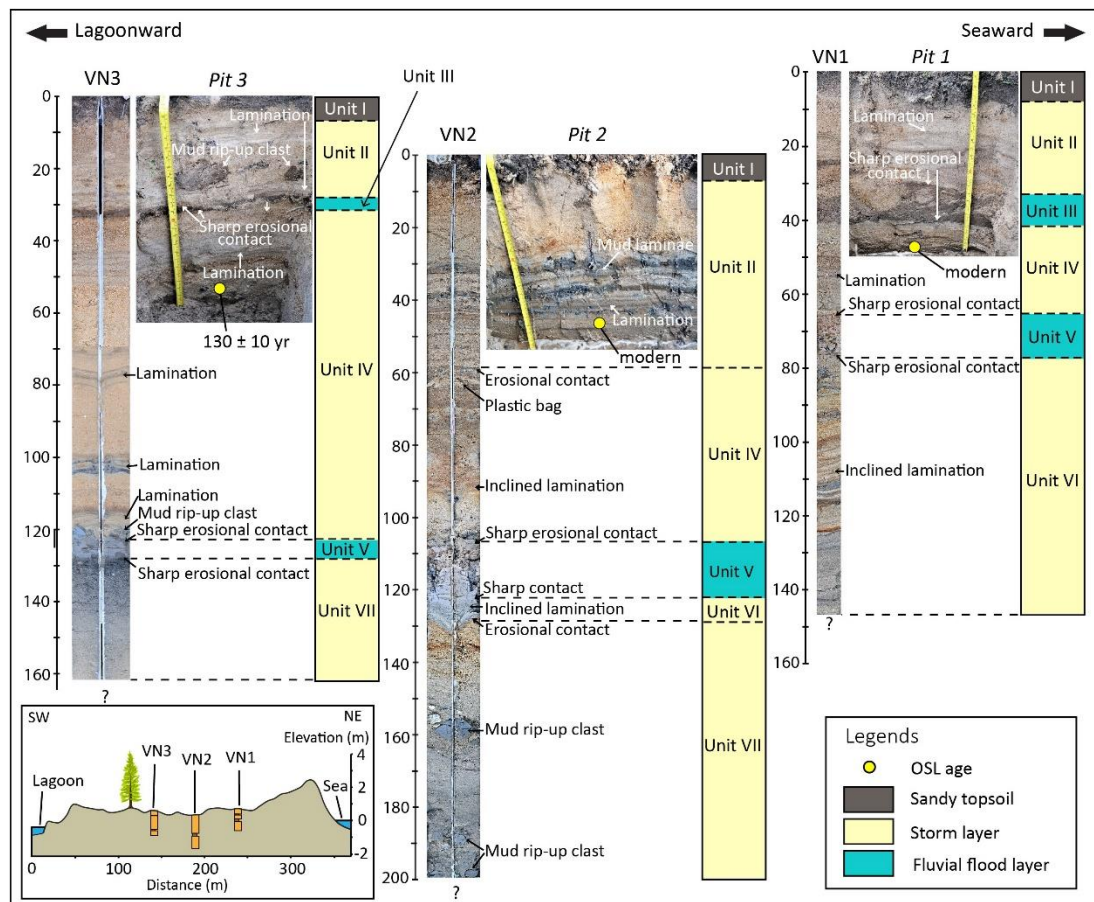 Lagoonward
Seaward
VN3
Pit 3
Unit III
0
20
40
60
80
100
120
140
160
?
Lamination
Mud rip-up clast
Sharp erosional
contact
Lamination
130 ± 10 yr
Lamination
Lamination
Lamination
Mud rip-up clast
Sharp erosional contact
Sharp erosional contact
Unit I
Unit II
Unit IV
Unit V
Unit VII
VN2
Pit 2
0
20
40
60
80
100
120
140
160
180
200
?
Mud laminae
Lamination
modern
Erosional contact
Plastic bag
Inclined lamination
Sharp erosional contact
Sharp contact
Inclined lamination
Erosional contact
Mud rip-up clast
Mud rip-up clast
Unit I
Unit II
Unit IV
Unit V
Unit VI
Unit VII
VN1
Pit 1
0
20
40
60
80
100
120
140
160
?
Lamination
Sharp erosional
contact
modern
Lamination
Sharp erosional contact
Sharp erosional contact
Inclined lamination
Unit I
Unit II
Unit III
Unit IV
Unit V
Unit VI
SW
NE
Elevation (m)
VN3
VN2
VN1
Lagoon
Sea
4
2
0
-2
0
100
200
300
Distance (m)
Legends
OSL age
Sandy topsoil
Storm layer
Fluvial flood layer